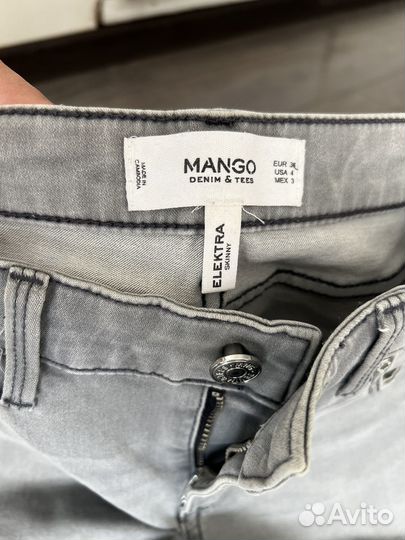 MANGO
DENIM & TEES
MADE IN
CAMBODIA
EUR 36
USA 4
MEX 3
ELEKTRA
SKINNY
Avito